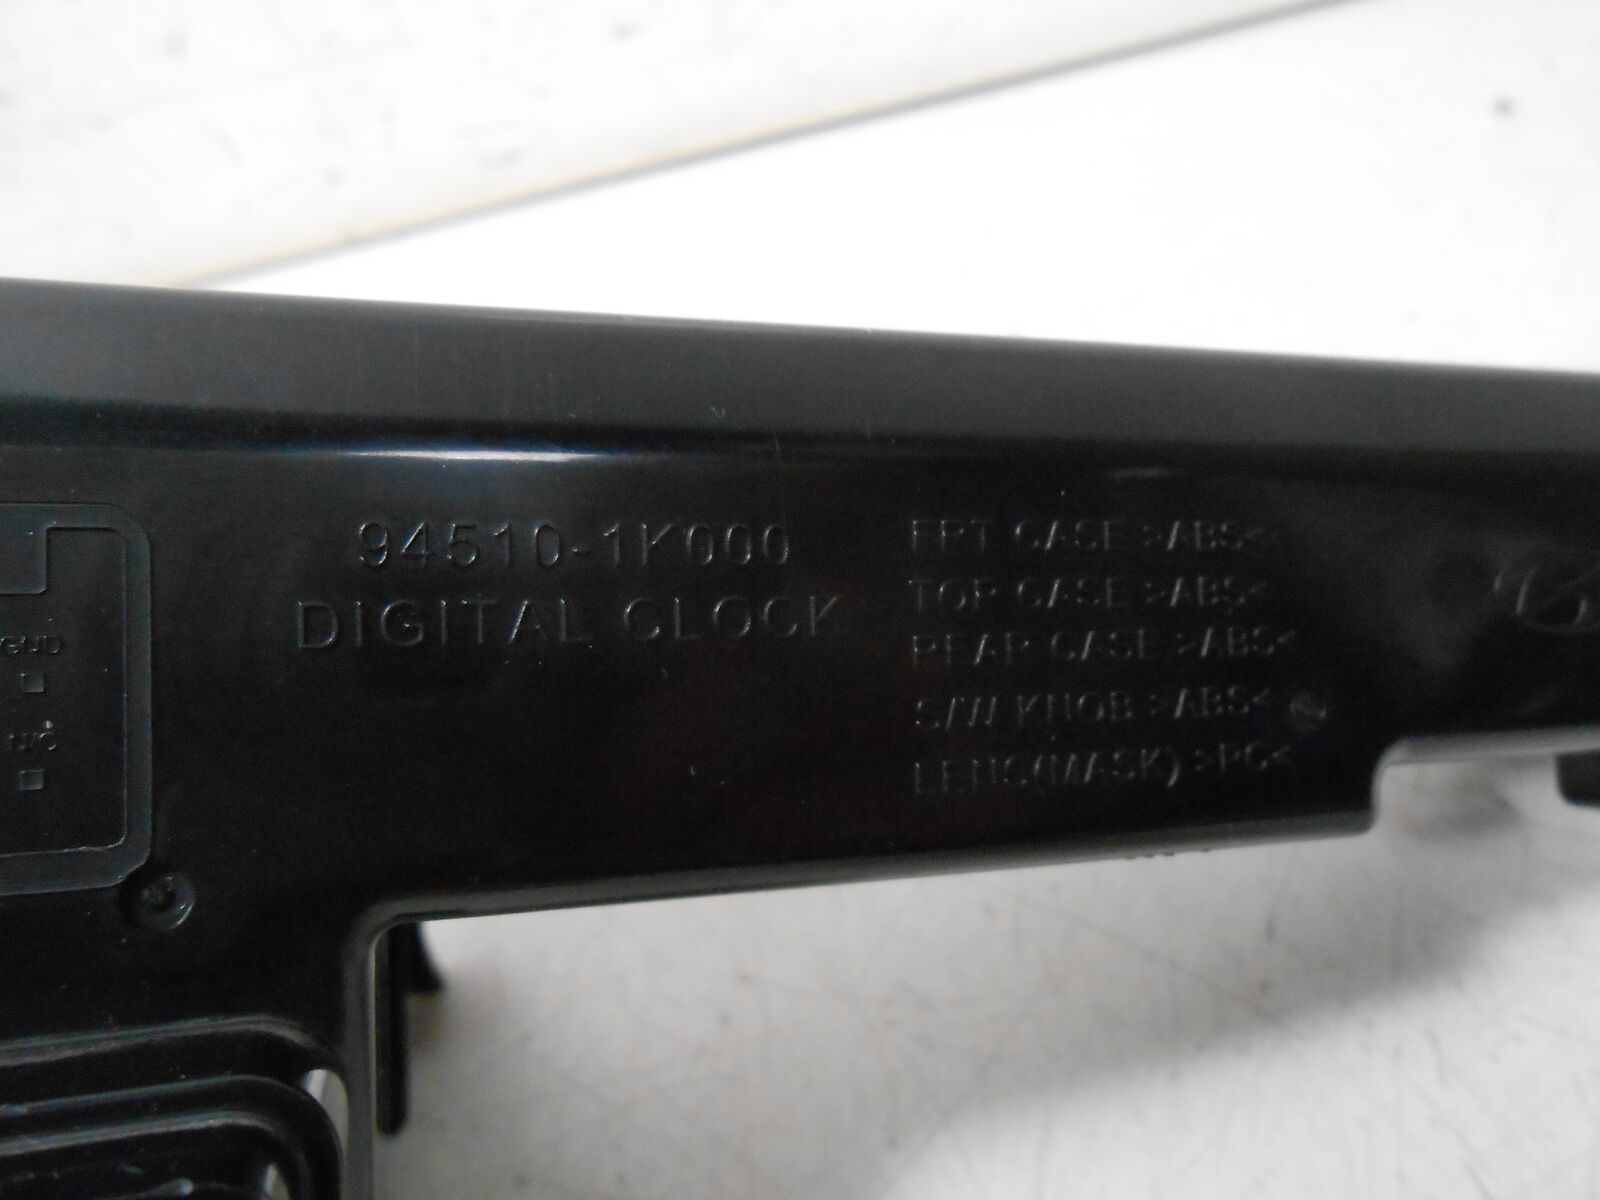 94510-1K000
DIGITAL CLOCK
FRT CASE >ABS<
TOP CASE >ABS<
REAR CASE >ABS<
S/W KNOB >ABS<
LENS(MASK) >PC<
GND
N/C